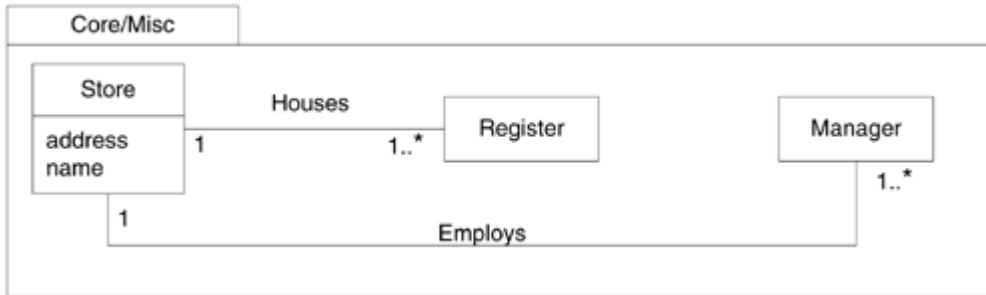 Core/Misc
Store
address
name
Houses
1
1..*
Register
Manager
1..*
1
Employs